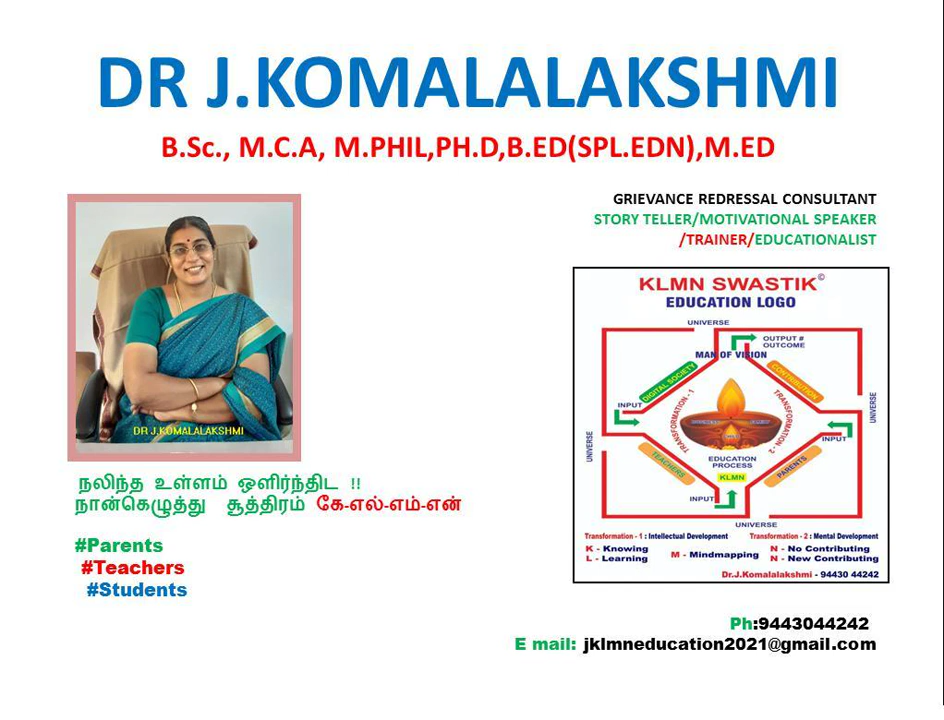 DR J.KOMALALAKSHMI
B.Sc., M.C.A, M.PHIL,PH.D,B.ED(SPL.EDN),M.ED
GRIEVANCE REDRESSAL CONSULTANT
STORY TELLER/MOTIVATIONAL SPEAKER
/TRAINER/EDUCATIONALIST
DR J.KOMALALAKSHMI
நலிந்த உள்ளம் ஒளிர்ந்திட !!
நான்கெழுத்து சூத்திரம் கே-எல்-எம்-என்
#Parents
#Teachers
#Students
KLMN SWASTIK©
EDUCATION LOGO
UNIVERSE
OUTPUT #
OUTCOME
MAN OF VISION
DIGITAL SOCIETY
CONTRIBUTION
INPUT
TRANSFORMATION - 1
TRANSFORMATION - 2
UNIVERSE
INPUT
UNIVERSE
EDUCATION
PROCESS
TEACHERS
PARENTS
KLMN
INPUT
UNIVERSE
Transformation - 1 : Intellectual Development
Transformation - 2 : Mental Development
K - Knowing
L - Learning
M - Mindmapping
N - No Contributing
N - New Contributing
Dr.J.Komalalakshmi - 94430 44242
Ph:9443044242
E mail: jklmneducation2021@gmail.com